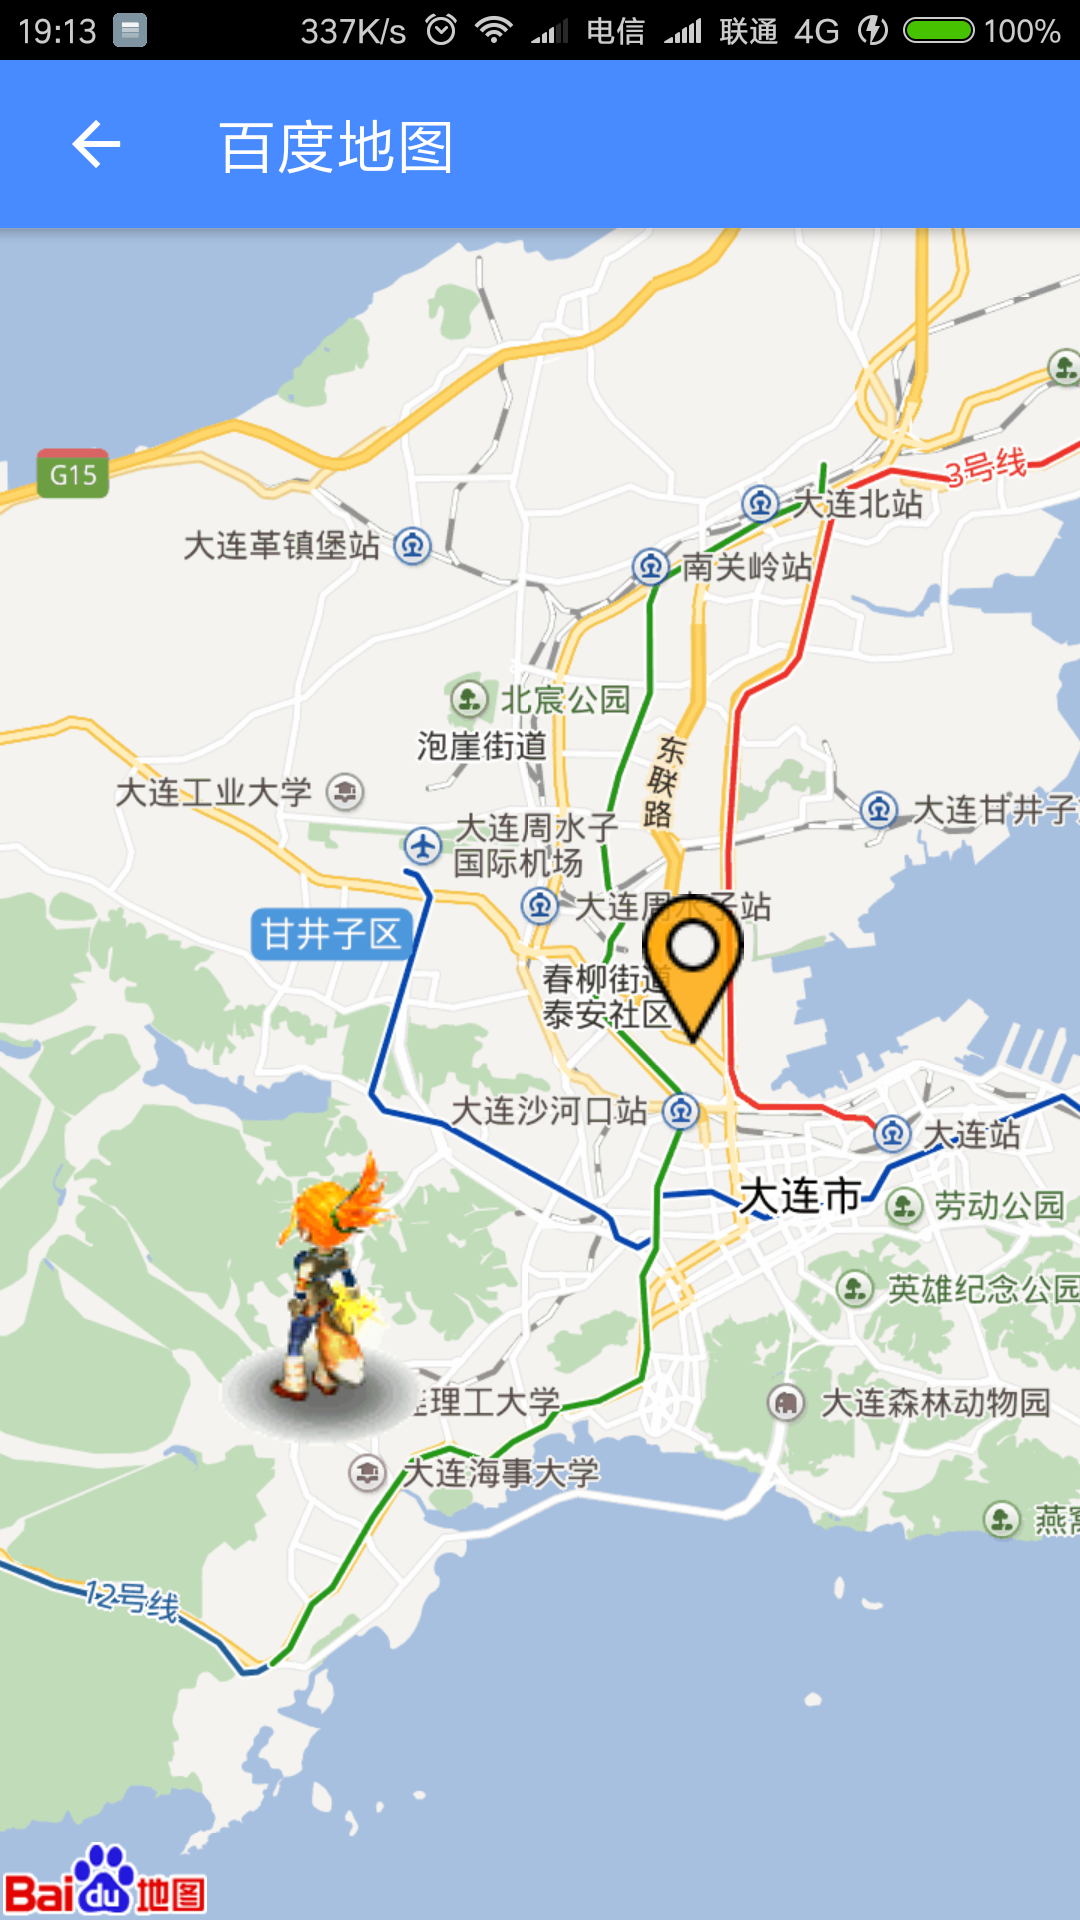 19:13 337K/s 电信 联通 4G 100%
百度地图
G15
3号线
大连北站
大连革镇堡站
南关岭站
北宸公园
泡崖街道
东联路
大连工业大学
大连甘井子
大连周水子
国际机场
大连周水子站
甘井子区
春柳街道
泰安社区
大连沙河口站
大连站
大连市
劳动公园
英雄纪念公园
理工大学
大连森林动物园
大连海事大学
燕
12号线
Baidu地图